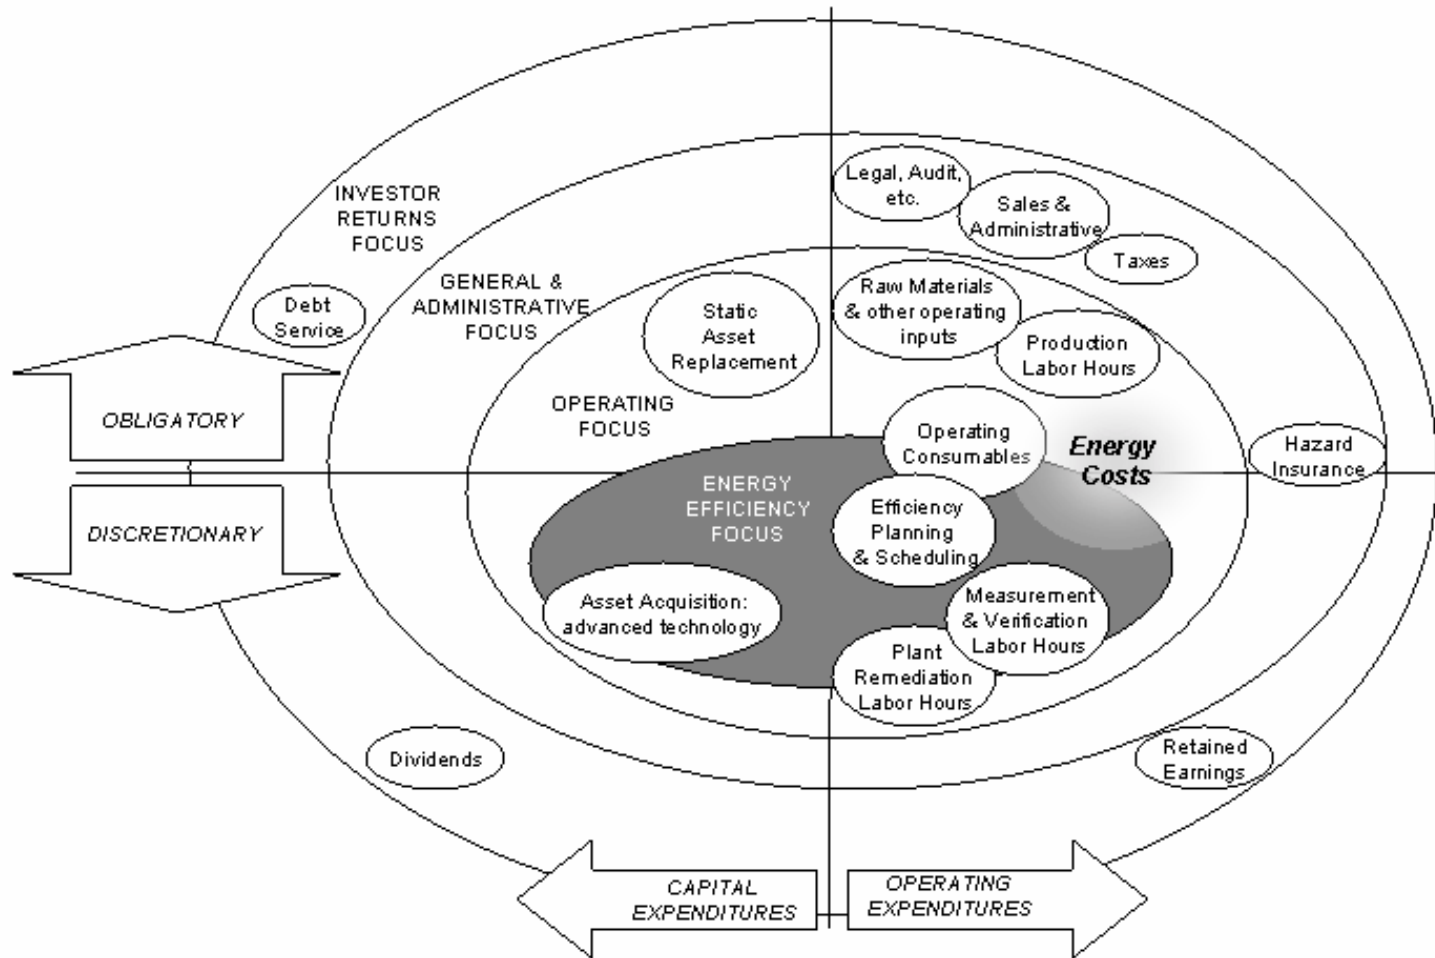 INVESTOR
RETURNS
FOCUS
GENERAL &
ADMINISTRATIVE
FOCUS
OPERATING
FOCUS
ENERGY
EFFICIENCY
FOCUS
Debt
Service
Static
Asset
Replacement
Legal, Audit,
etc.
Sales &
Administrative
Taxes
Raw Materials
& other operating
inputs
Production
Labor Hours
Operating
Consumables
Energy
Costs
Hazard
Insurance
Efficiency
Planning
& Scheduling
Asset Acquisition:
advanced technology
Measurement
& Verification
Labor Hours
Plant
Remediation
Labor Hours
Dividends
Retained
Earnings
OBLIGATORY
DISCRETIONARY
CAPITAL
EXPENDITURES
OPERATING
EXPENDITURES